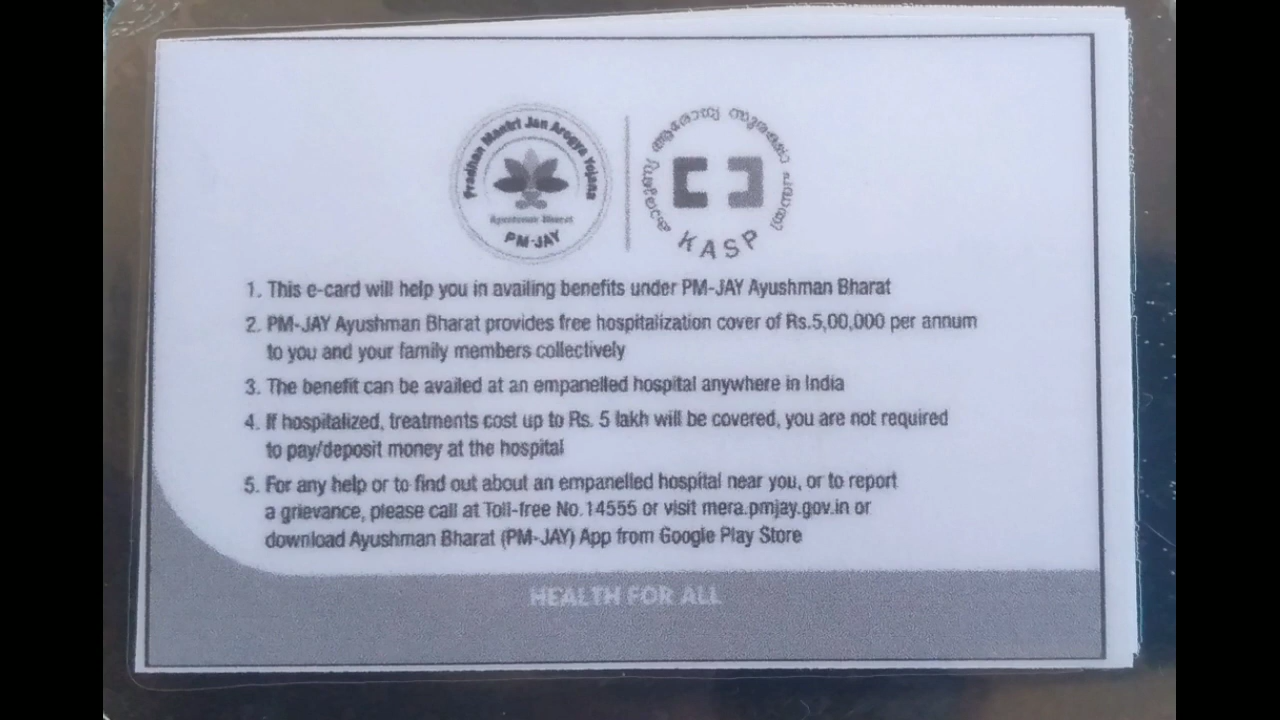 Pradhan Mantri Jan Arogya Yojana
Ayushman Bharat
PM-JAY
കാരുണ്യ ആരോഗ്യ സുരക്ഷാ പദ്ധതി
KASP
1. This e-card will help you in availing benefits under PM-JAY Ayushman Bharat
2. PM-JAY Ayushman Bharat provides free hospitalization cover of Rs.5,00,000 per annum
to you and your family members collectively
3. The benefit can be availed at an empanelled hospital anywhere in India
4. If hospitalized, treatments cost up to Rs. 5 lakh will be covered, you are not required
to pay/deposit money at the hospital
5. For any help or to find out about an empanelled hospital near you, or to report
a grievance, please call at Toll-free No.14555 or visit mera.pmjay.gov.in or
download Ayushman Bharat (PM-JAY) App from Google Play Store
HEALTH FOR ALL